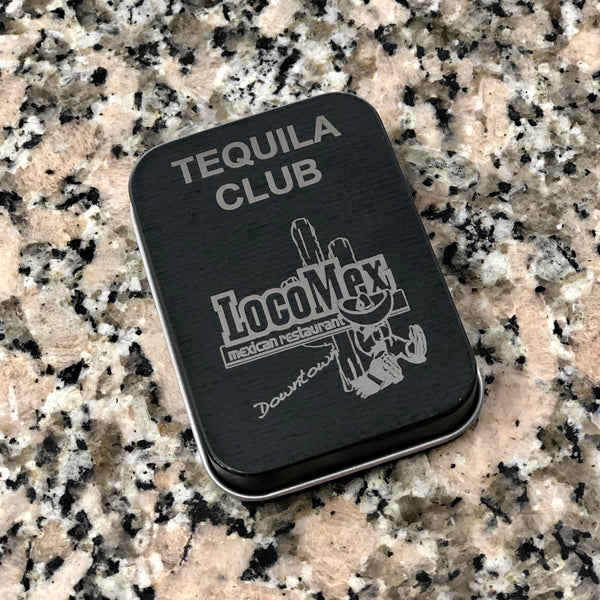 TEQUILA
CLUB
LocoMex
mexican restaurant
Downtown